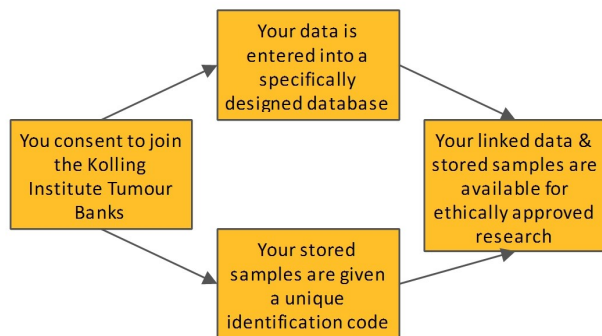 Your data is
entered into a
specifically
designed database
You consent to join
the Kolling
Institute Tumour
Banks
Your linked data &
stored samples are
available for
ethically approved
research
Your stored
samples are given
a unique
identification code